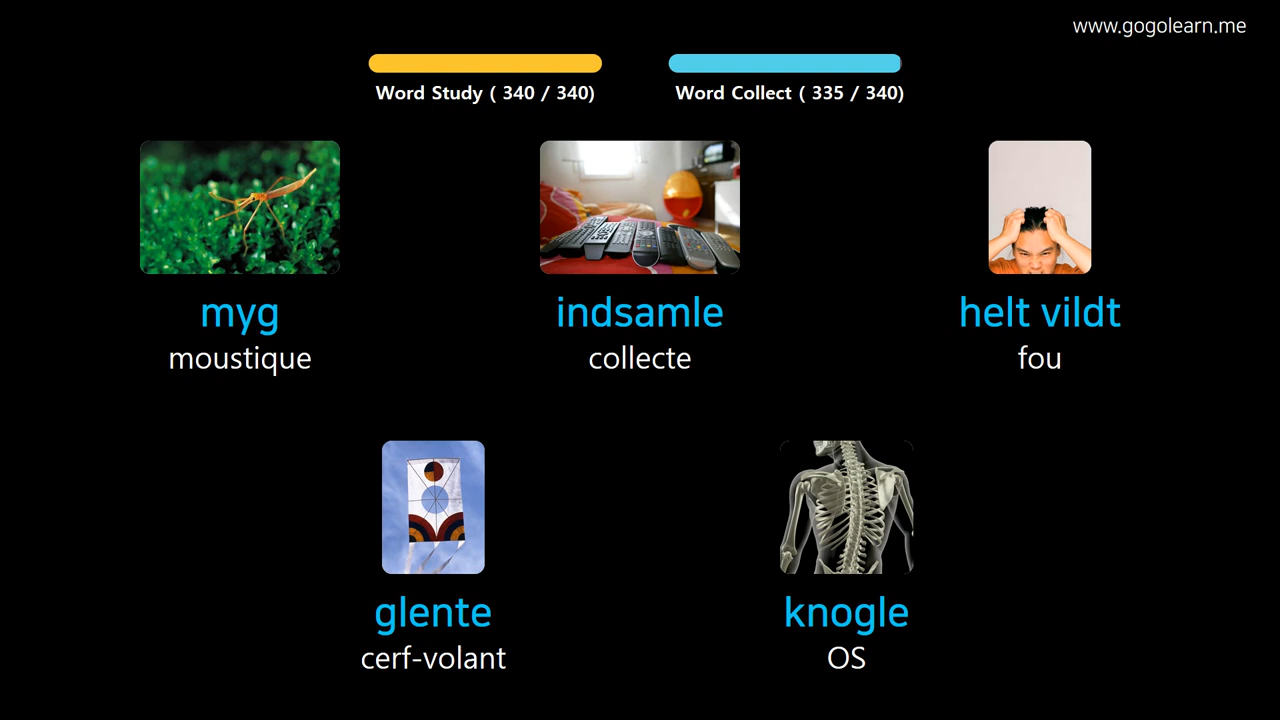 www.gogolearn.me
Word Study ( 340 / 340)
Word Collect ( 335 / 340)
myg
moustique
indsamle
collecte
helt vildt
fou
glente
cerf-volant
knogle
OS